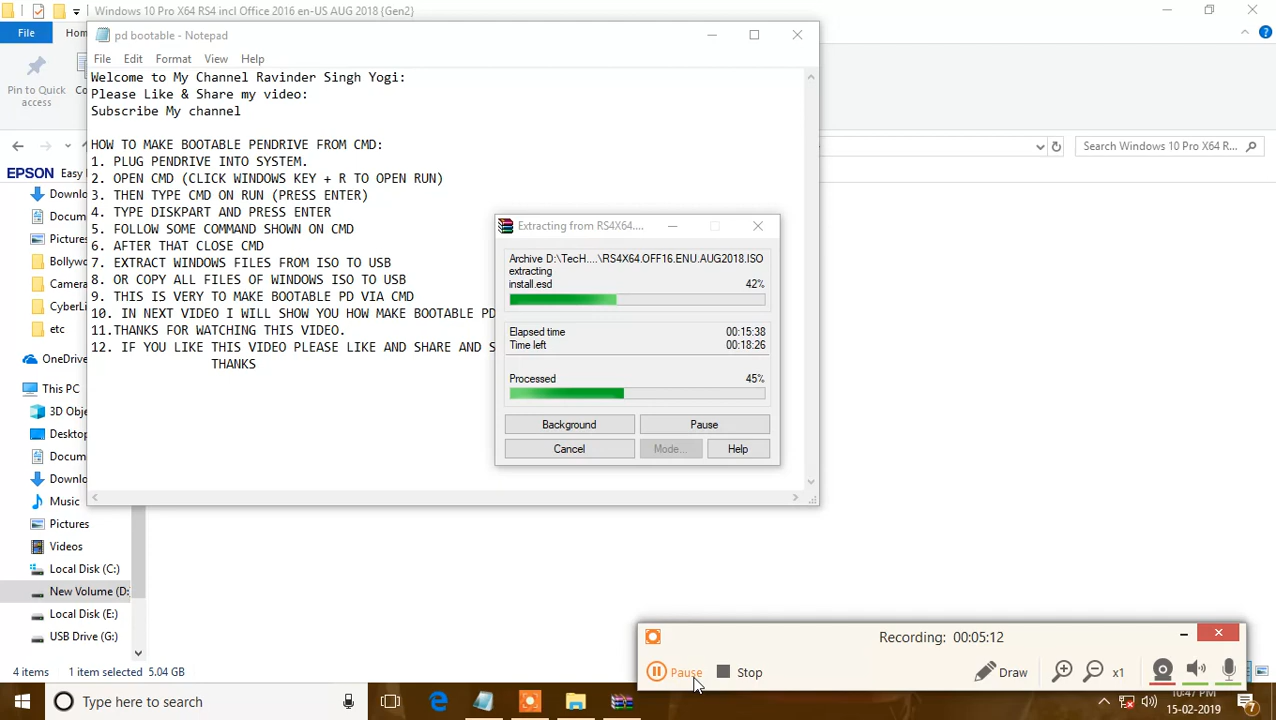 Windows 10 Pro X64 RS4 incl Office 2016 en-US AUG 2018 {Gen2}
File
Hom
Pin to Quick
access
Co
pd bootable - Notepad
File Edit Format View Help
Welcome to My Channel Ravinder Singh Yogi:
Please Like & Share my video:
Subscribe My channel
HOW TO MAKE BOOTABLE PENDRIVE FROM CMD:
1. PLUG PENDRIVE INTO SYSTEM.
2. OPEN CMD (CLICK WINDOWS KEY + R TO OPEN RUN)
3. THEN TYPE CMD ON RUN (PRESS ENTER)
4. TYPE DISKPART AND PRESS ENTER
5. FOLLOW SOME COMMAND SHOWN ON CMD
6. AFTER THAT CLOSE CMD
7. EXTRACT WINDOWS FILES FROM ISO TO USB
8. OR COPY ALL FILES OF WINDOWS ISO TO USB
9. THIS IS VERY TO MAKE BOOTABLE PD VIA CMD
10. IN NEXT VIDEO I WILL SHOW YOU HOW MAKE BOOTABLE PD
11.THANKS FOR WATCHING THIS VIDEO.
12. IF YOU LIKE THIS VIDEO PLEASE LIKE AND SHARE AND S
THANKS
Search Windows 10 Pro X64 R...
EPSON Easy
Downlo
Docum
Pictures
Bollyw
Camera
CyberLi
etc
OneDriv
This PC
3D Obje
Desktop
Docum
Downlo
Music
Pictures
Videos
Local Disk (C:)
New Volume (D:
Local Disk (E:)
USB Drive (G:)
4 items 1 item selected 5.04 GB
Extracting from RS4X64....
Archive D:\TecH....\RS4X64.OFF16.ENU.AUG2018.ISO
extracting
install.esd 42%
Elapsed time 00:15:38
Time left 00:18:26
Processed 45%
Background Pause
Cancel Mode... Help
Recording: 00:05:12
Pause Stop Draw x1
Type here to search
10:47 PM
15-02-2019
7